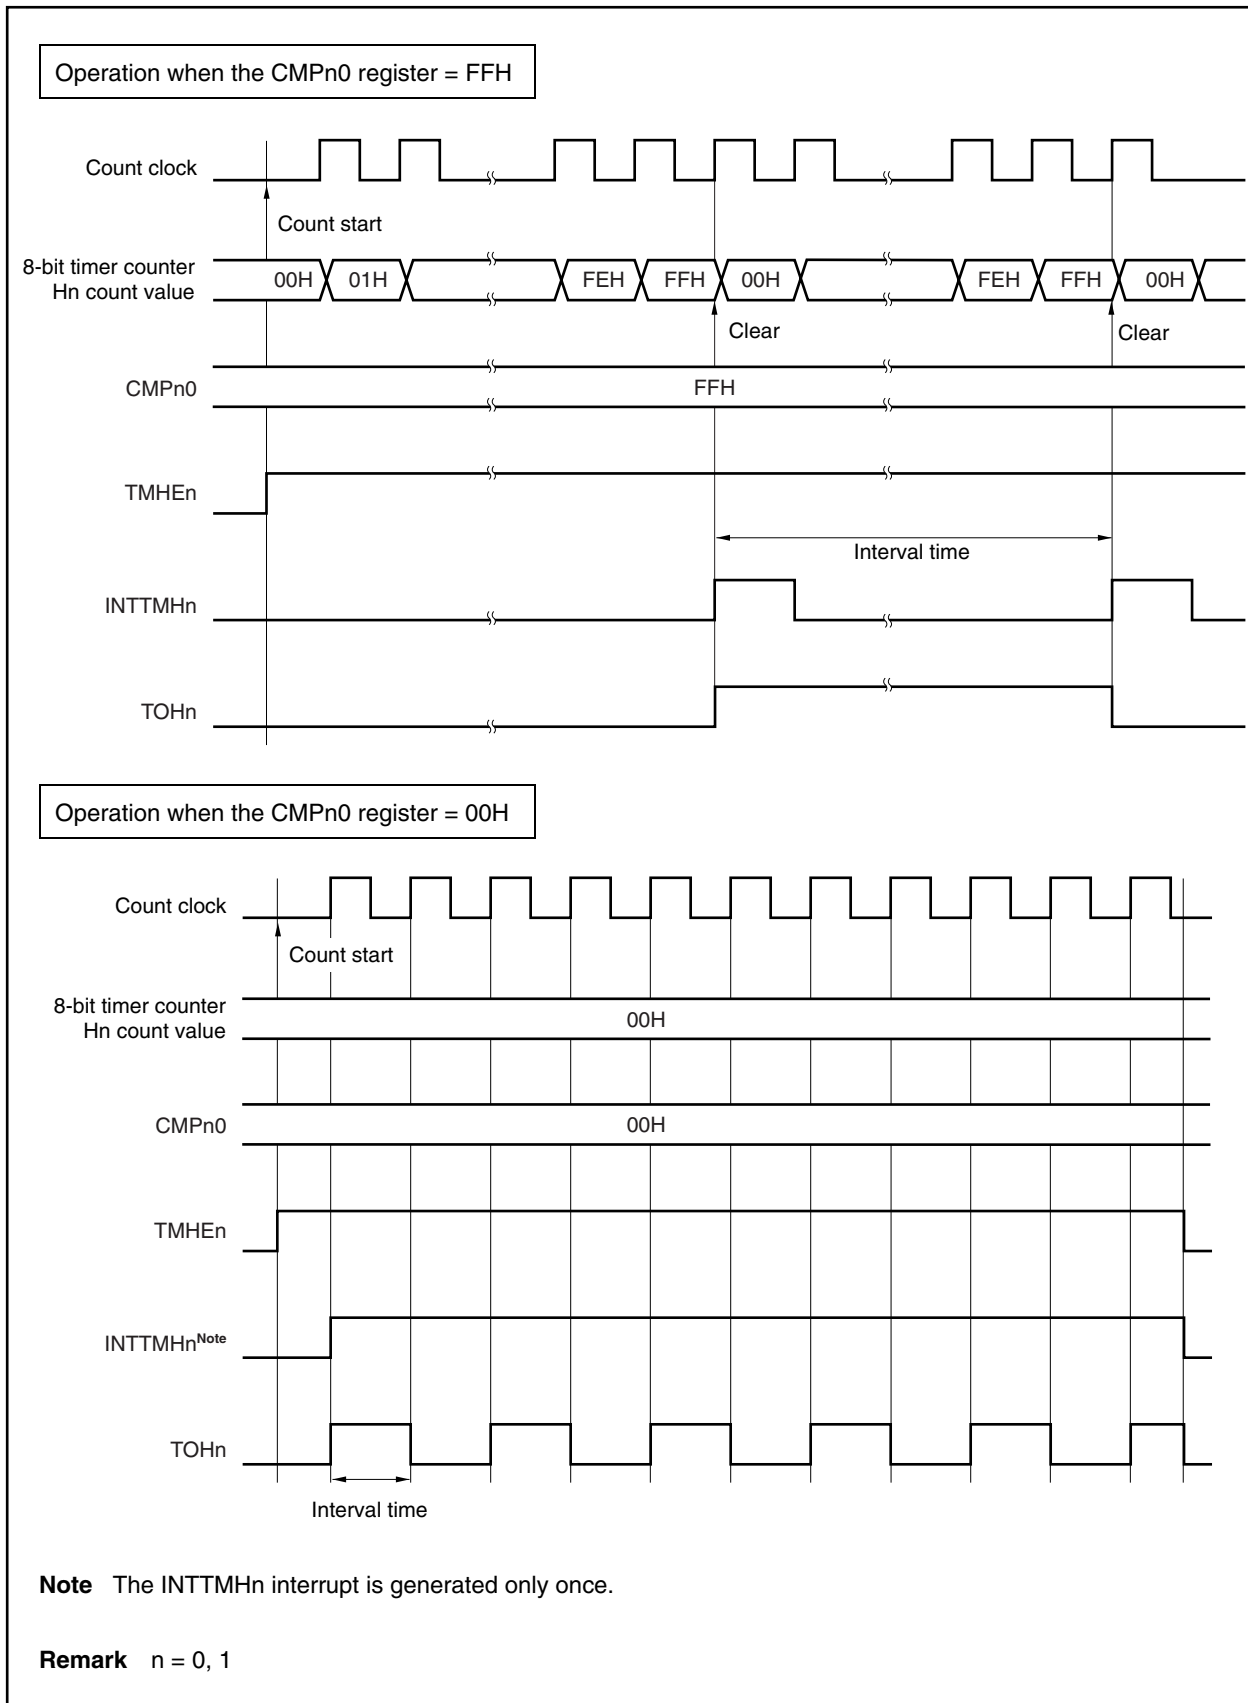 Operation when the CMPn0 register = FFH
Count clock
Count start
8-bit timer counter
Hn count value
00H 01H FEH FFH 00H FEH FFH 00H
Clear Clear
CMPn0 FFH
TMHEn
Interval time
INTTMHn
TOHn
Operation when the CMPn0 register = 00H
Count clock
Count start
8-bit timer counter
Hn count value
00H
CMPn0 00H
TMHEn
INTTMHnNote
TOHn
Interval time
Note The INTTMHn interrupt is generated only once.
Remark n = 0, 1